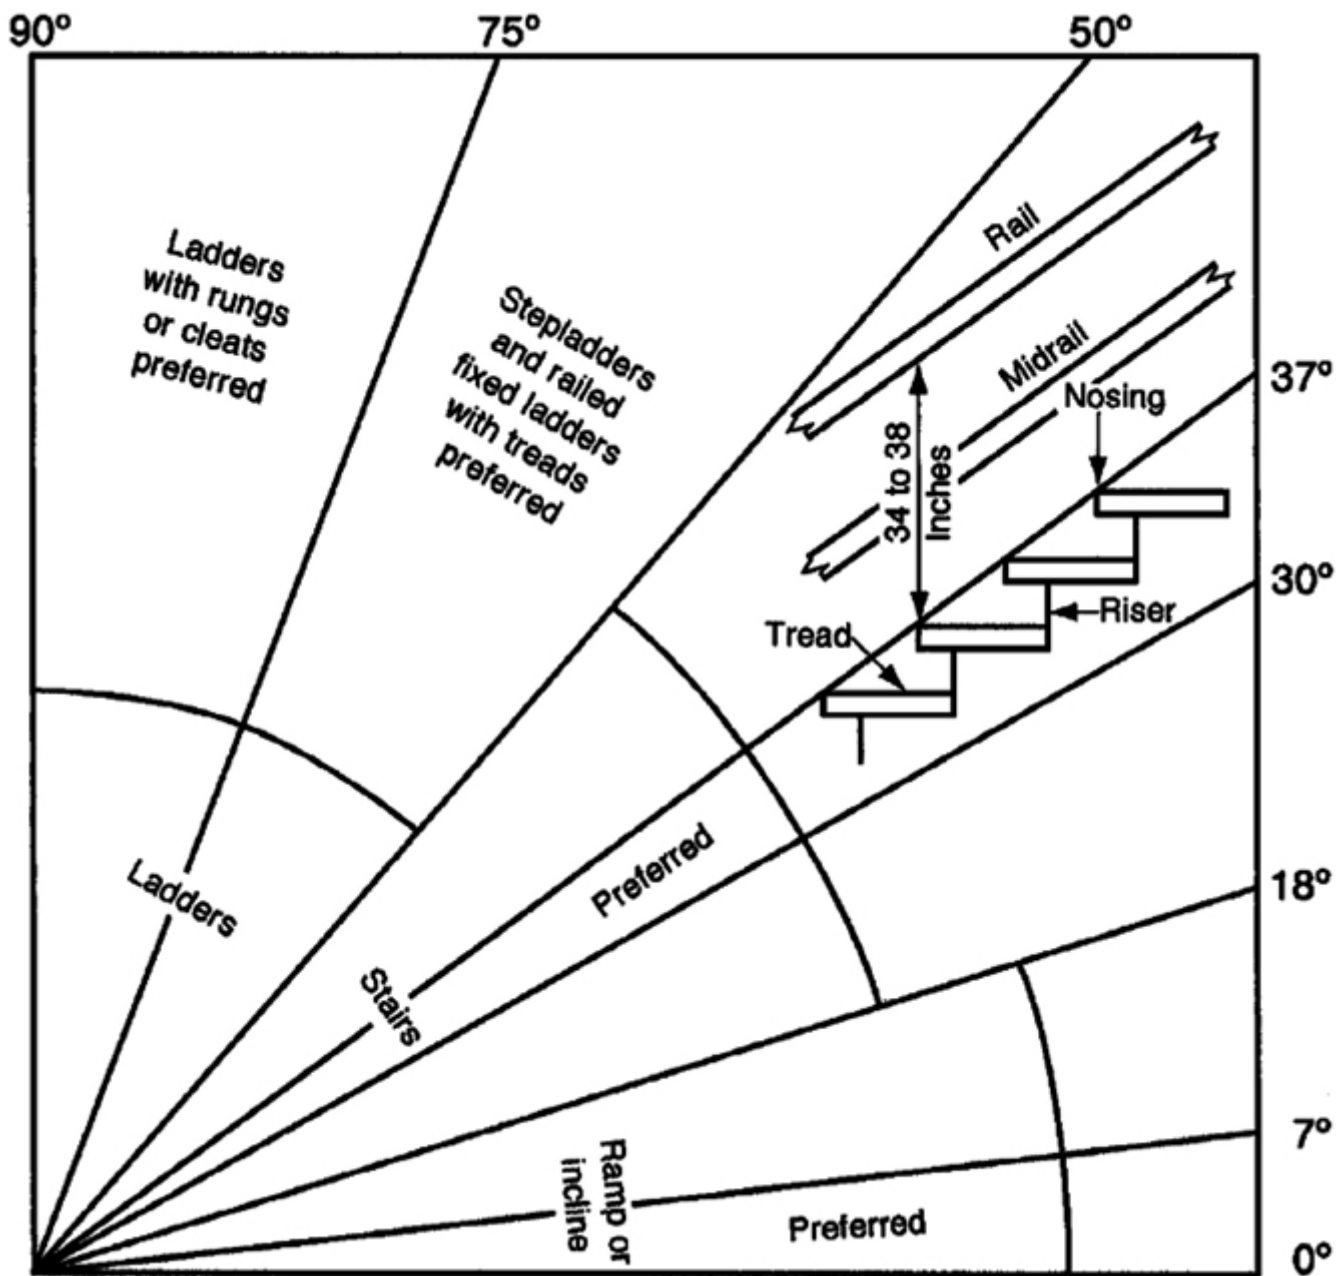 90º
75º
50º
Ladders
with rungs
or cleats
preferred
Stepladders
and railed
fixed ladders
with treads
preferred
Rail
Midrail
Nosing
37º
34 to 38
Inches
30º
Riser
Tread
Preferred
Ladders
Stairs
18º
7º
Ramp or
incline
Preferred
0º